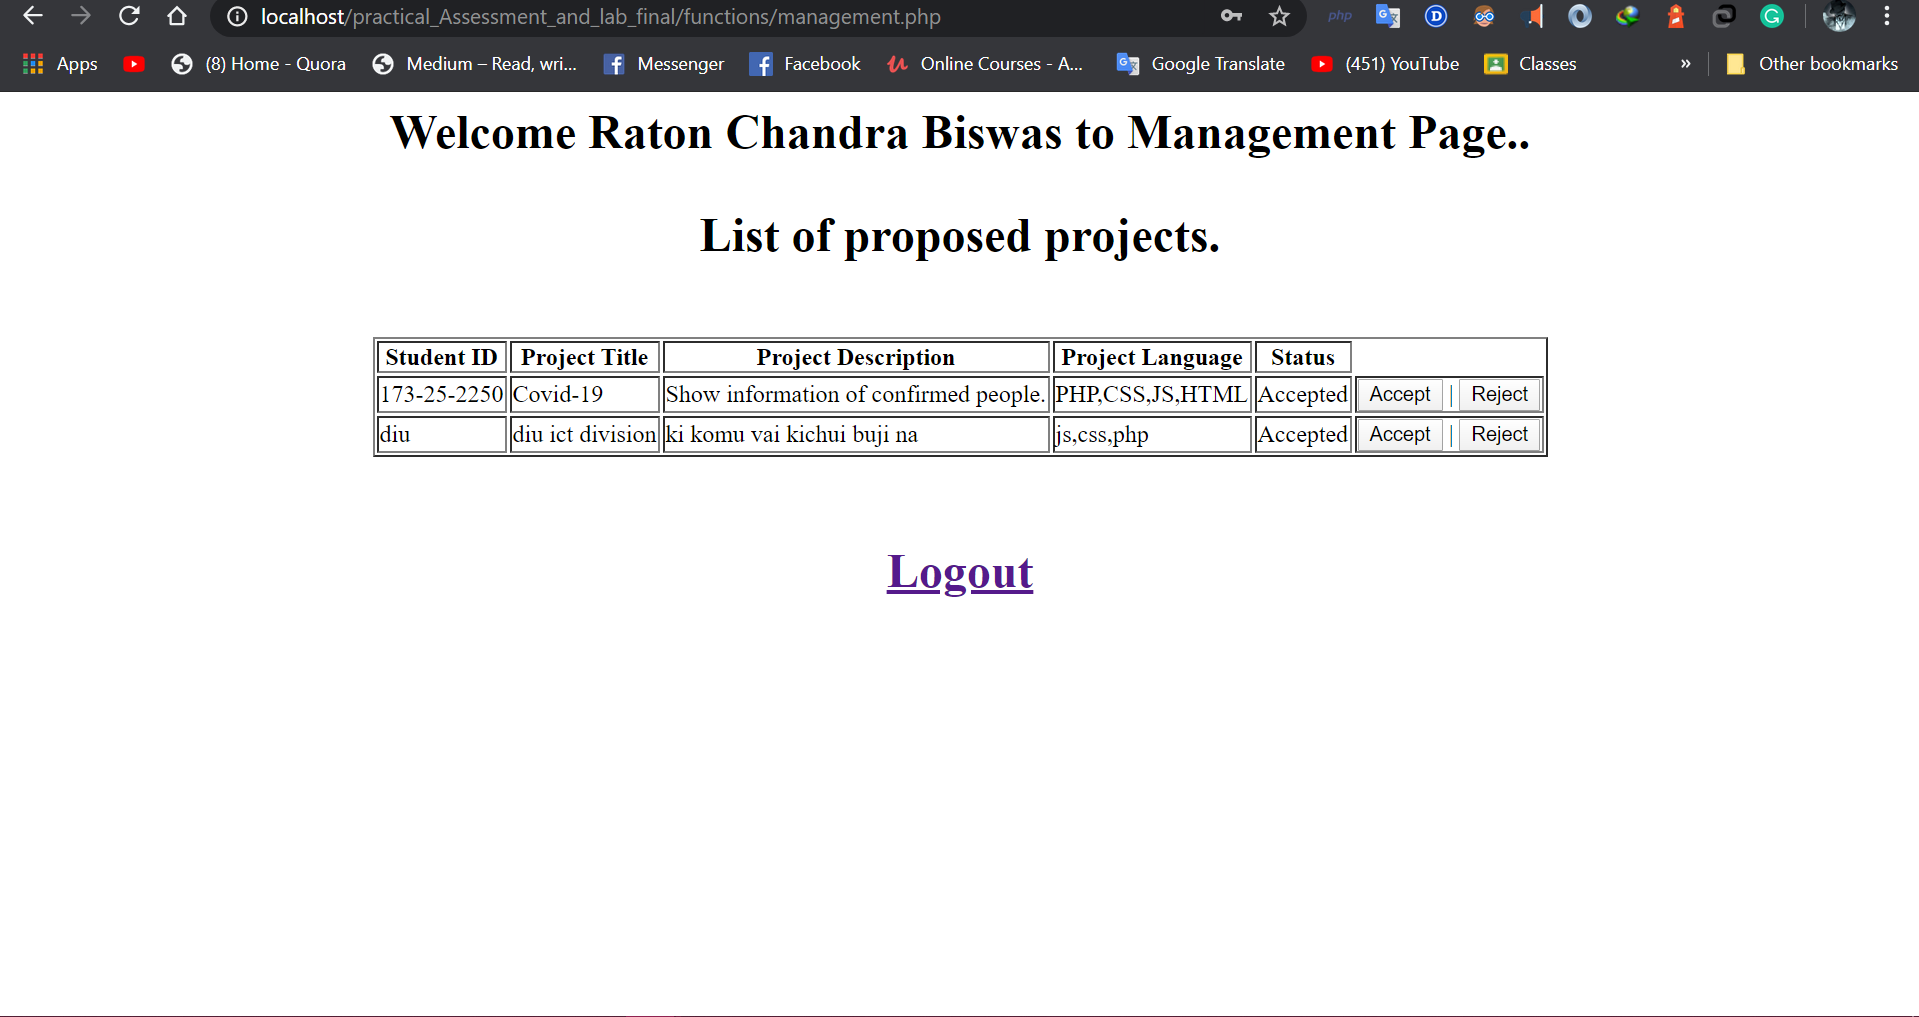 localhost/practical_Assessment_and_lab_final/functions/management.php php
Apps (8) Home - Quora Medium – Read, wri... Messenger Facebook Online Courses - A... Google Translate (451) YouTube Classes » Other bookmarks
Welcome Raton Chandra Biswas to Management Page..
List of proposed projects.
Student ID Project Title Project Description Project Language Status
173-25-2250 Covid-19 Show information of confirmed people. PHP,CSS,JS,HTML Accepted Accept | Reject
diu diu ict division ki komu vai kichui buji na js,css,php Accepted Accept | Reject
Logout